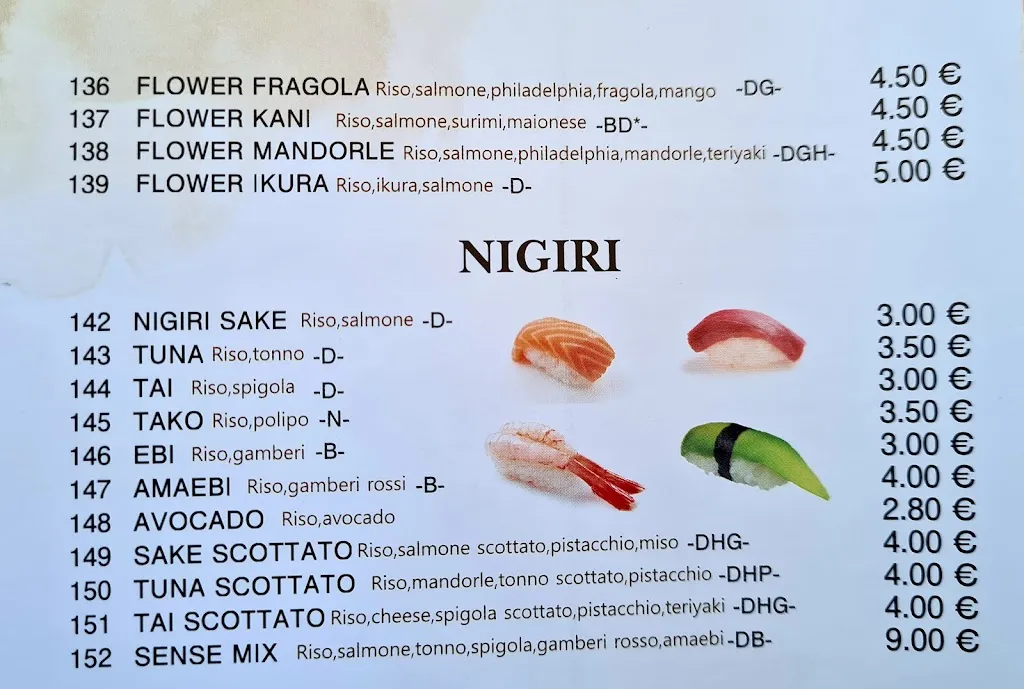 136 FLOWER FRAGOLA Riso,salmone,philadelphia,fragola,mango -DG- 4.50 €
137 FLOWER KANI Riso,salmone,surimi,maionese -BD*- 4.50 €
138 FLOWER MANDORLE Riso,salmone,philadelphia,mandorle,teriyaki -DGH- 4.50 €
139 FLOWER IKURA Riso,ikura,salmone -D- 5.00 €
NIGIRI
142 NIGIRI SAKE Riso,salmone -D- 3.00 €
143 TUNA Riso,tonno -D- 3.50 €
144 TAI Riso,spigola -D- 3.00 €
145 TAKO Riso,polipo -N- 3.50 €
146 EBI Riso,gamberi -B- 3.00 €
147 AMAEBI Riso,gamberi rossi -B- 4.00 €
148 AVOCADO Riso,avocado 2.80 €
149 SAKE SCOTTATO Riso,salmone scottato,pistacchio,miso -DHG- 4.00 €
150 TUNA SCOTTATO Riso,mandorle,tonno scottato,pistacchio -DHP- 4.00 €
151 TAI SCOTTATO Riso,cheese,spigola scottato,pistacchio,teriyaki -DHG- 4.00 €
152 SENSE MIX Riso,salmone,tonno,spigola,gamberi rosso,amaebi -DB- 9.00 €